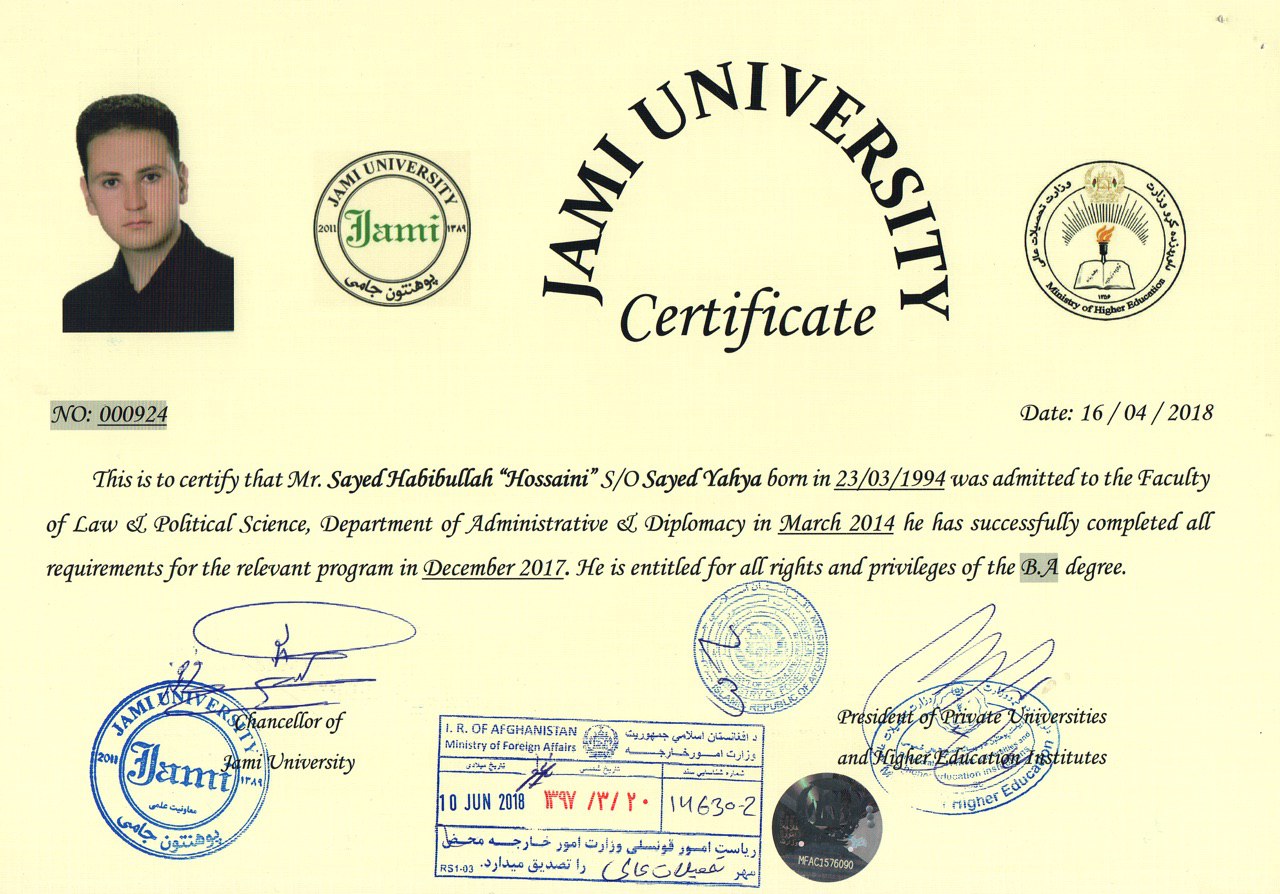 JAMI UNIVERSITY
Certificate
JAMI UNIVERSITY
2011 Jami ۱۳۸۹
پوهنتون جامی
وزارت تحصیلات عالی
۱۳۵۶
Ministry of Higher Education
NO: 000924
Date: 16 / 04 / 2018
This is to certify that Mr. Sayed Habibullah “Hossaini” S/O Sayed Yahya born in 23/03/1994 was admitted to the Faculty
of Law & Political Science, Department of Administrative & Diplomacy in March 2014 he has successfully completed all
requirements for the relevant program in December 2017. He is entitled for all rights and privileges of the B.A degree.
Chancellor of
Jami University
JAMI UNIVERSITY
2011 Jami ۱۳۸۹
معاونیت علمی
پوهنتون جامی
I. R. OF AFGHANISTAN
Ministry of Foreign Affairs
د افغانستان اسلامی جمهوریت
وزارت امور خارجه
تاریخ میلادی تاریخ شمسی شماره شناسایی سند
10 JUN 2018 ۱۳۹۷ /۳/ ۲۰ 14630-2
ریاست امور قونسلی وزارت امور خارجه محض
مهر تحصیلات عالی را تصدیق میدارد.
RS1-03
ISLAMIC REPUBLIC OF AFGHANISTAN
President of Private Universities
and Higher Education Institutes
Higher Education
MFAC1576090